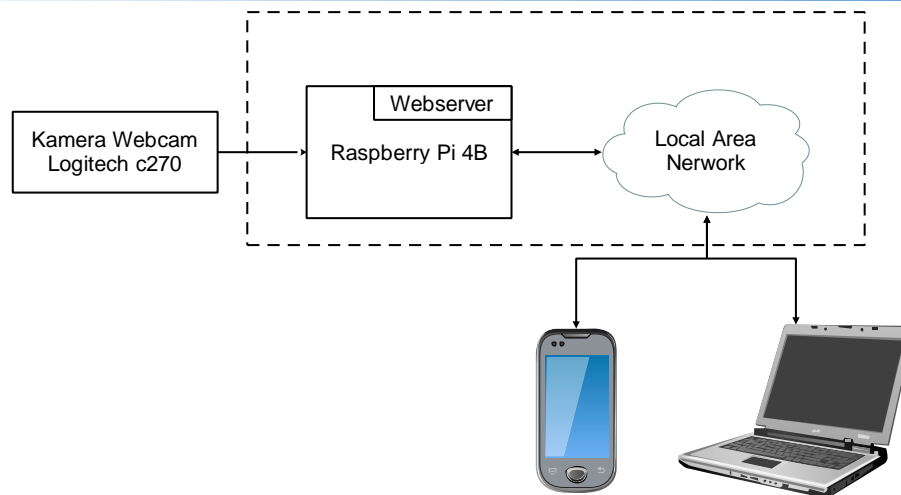 Webserver
Kamera Webcam
Logitech c270
Raspberry Pi 4B
Local Area
Nerwork